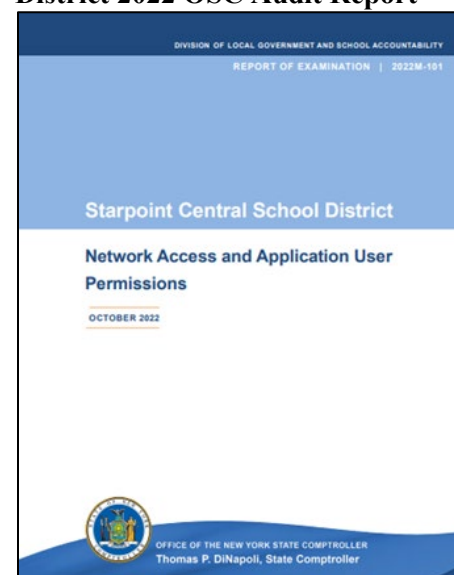 District 2022 OSC Audit Report
DIVISION OF LOCAL GOVERNMENT AND SCHOOL ACCOUNTABILITY
REPORT OF EXAMINATION | 2022M-101
Starpoint Central School District
Network Access and Application User
Permissions
OCTOBER 2022
OFFICE OF THE NEW YORK STATE COMPTROLLER
Thomas P. DiNapoli, State Comptroller